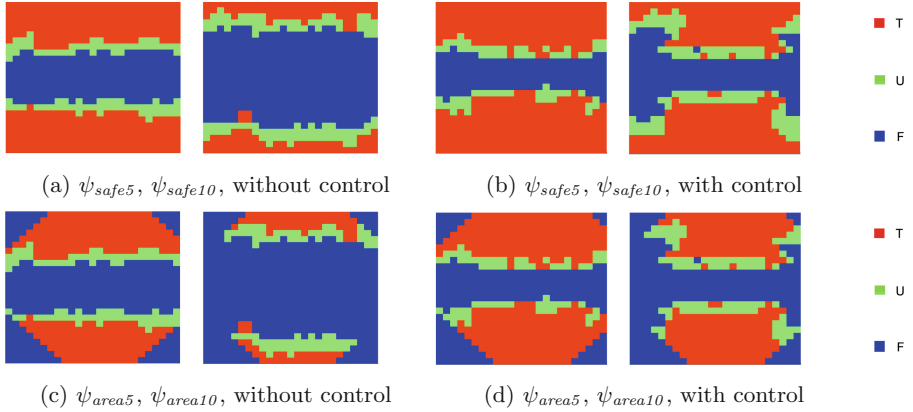 T
U
F
(a) ψsafe5, ψsafe10, without control
(b) ψsafe5, ψsafe10, with control
T
U
F
(c) ψarea5, ψarea10, without control
(d) ψarea5, ψarea10, with control